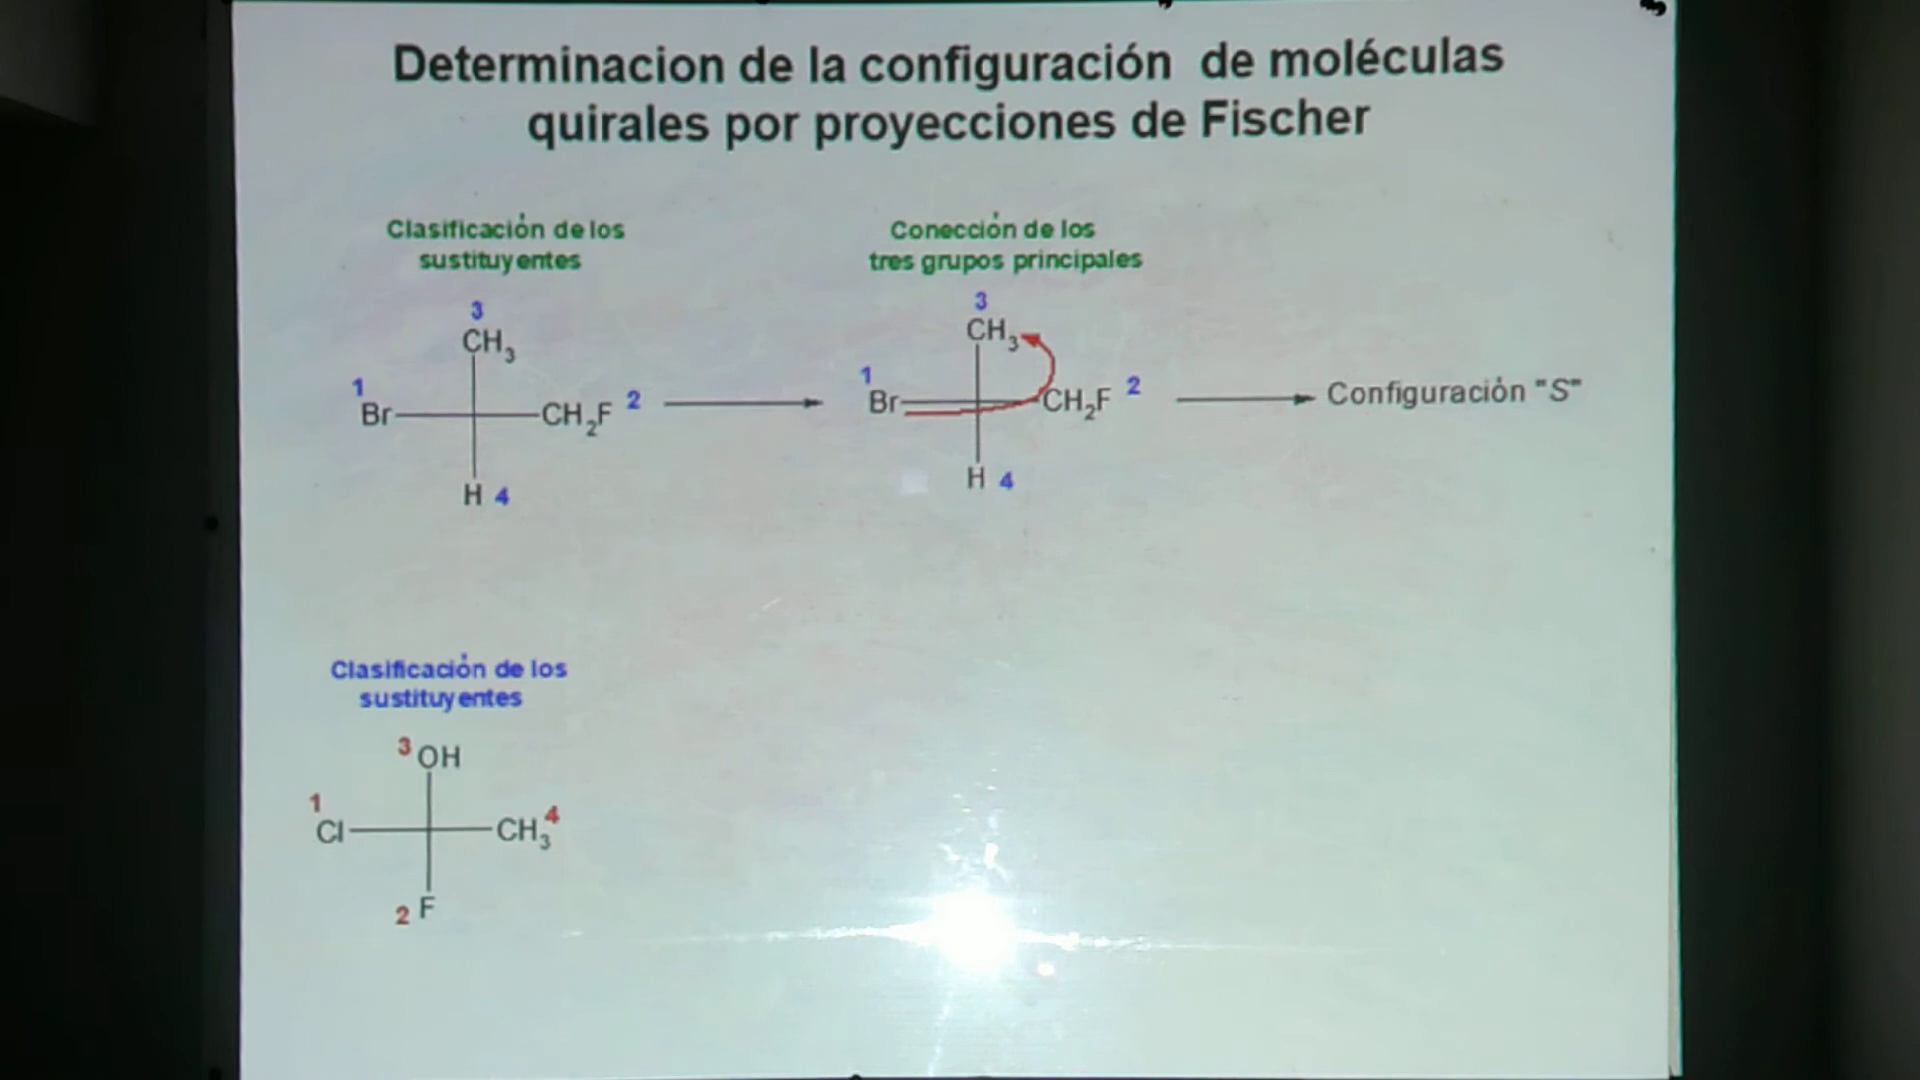 Determinacion de la configuración de moléculas
quirales por proyecciones de Fischer
Clasificación de los
sustituyentes
3
CH3
1
Br
CH2F 2
H 4
Conección de los
tres grupos principales
3
CH3
1
Br
CH2F 2
H 4
Configuración "S"
Clasificación de los
sustituyentes
3 OH
1
Cl
CH3 4
2 F